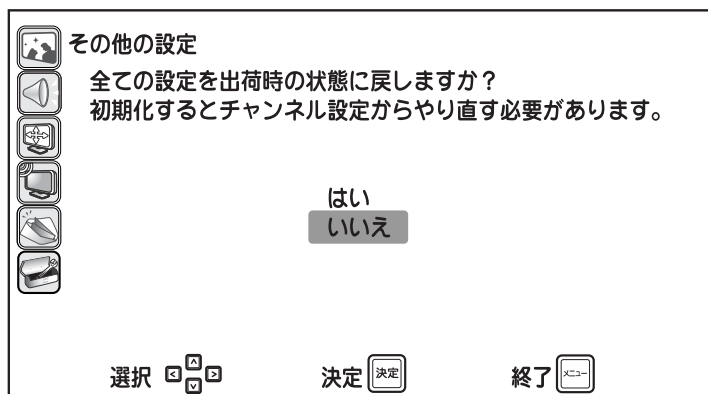 その他の設定
全ての設定を出荷時の状態に戻しますか？
初期化するとチャンネル設定からやり直す必要があります。
はい
いいえ
選択 決定 決定 終了 メニュー